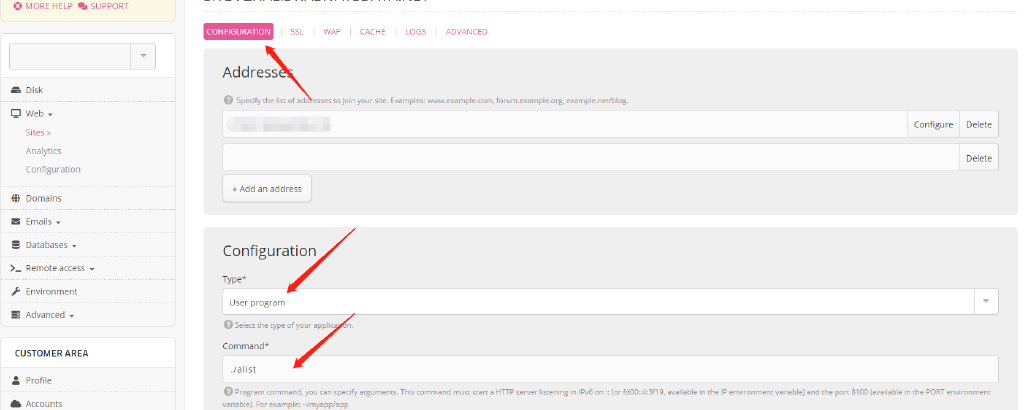 MORE HELP SUPPORT
CONFIGURATION | SSL | WAF | CACHE | LOGS | ADVANCED
Addresses
Specify the list of addresses to join your site. Examples: www.example.com, forum.example.org, example.net/blog.
Configure Delete
Delete
+ Add an address
Disk
Web
Sites »
Analytics
Configuration
Domains
Emails
Databases
Remote access
Environment
Advanced
CUSTOMER AREA
Profile
Accounts
Configuration
Type*
User program
Select the type of your application.
Command*
./alist
Program command, you can specify arguments. This command must start a HTTP server listening in IPv6 on :: (or fd00::4:3f19, available in the IP environment variable) and the port 8100 (available in the PORT environment
variable). For example: ~/myapp/app